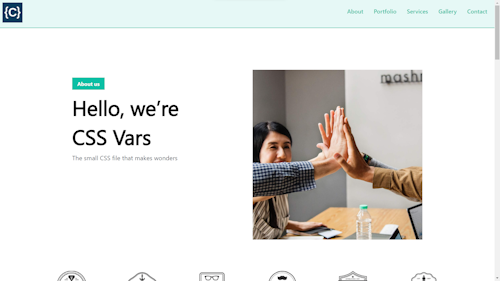 {C}
About Portfolio Services Gallery Contact
About us
Hello, we’re
CSS Vars
The small CSS file that makes wonders
mash